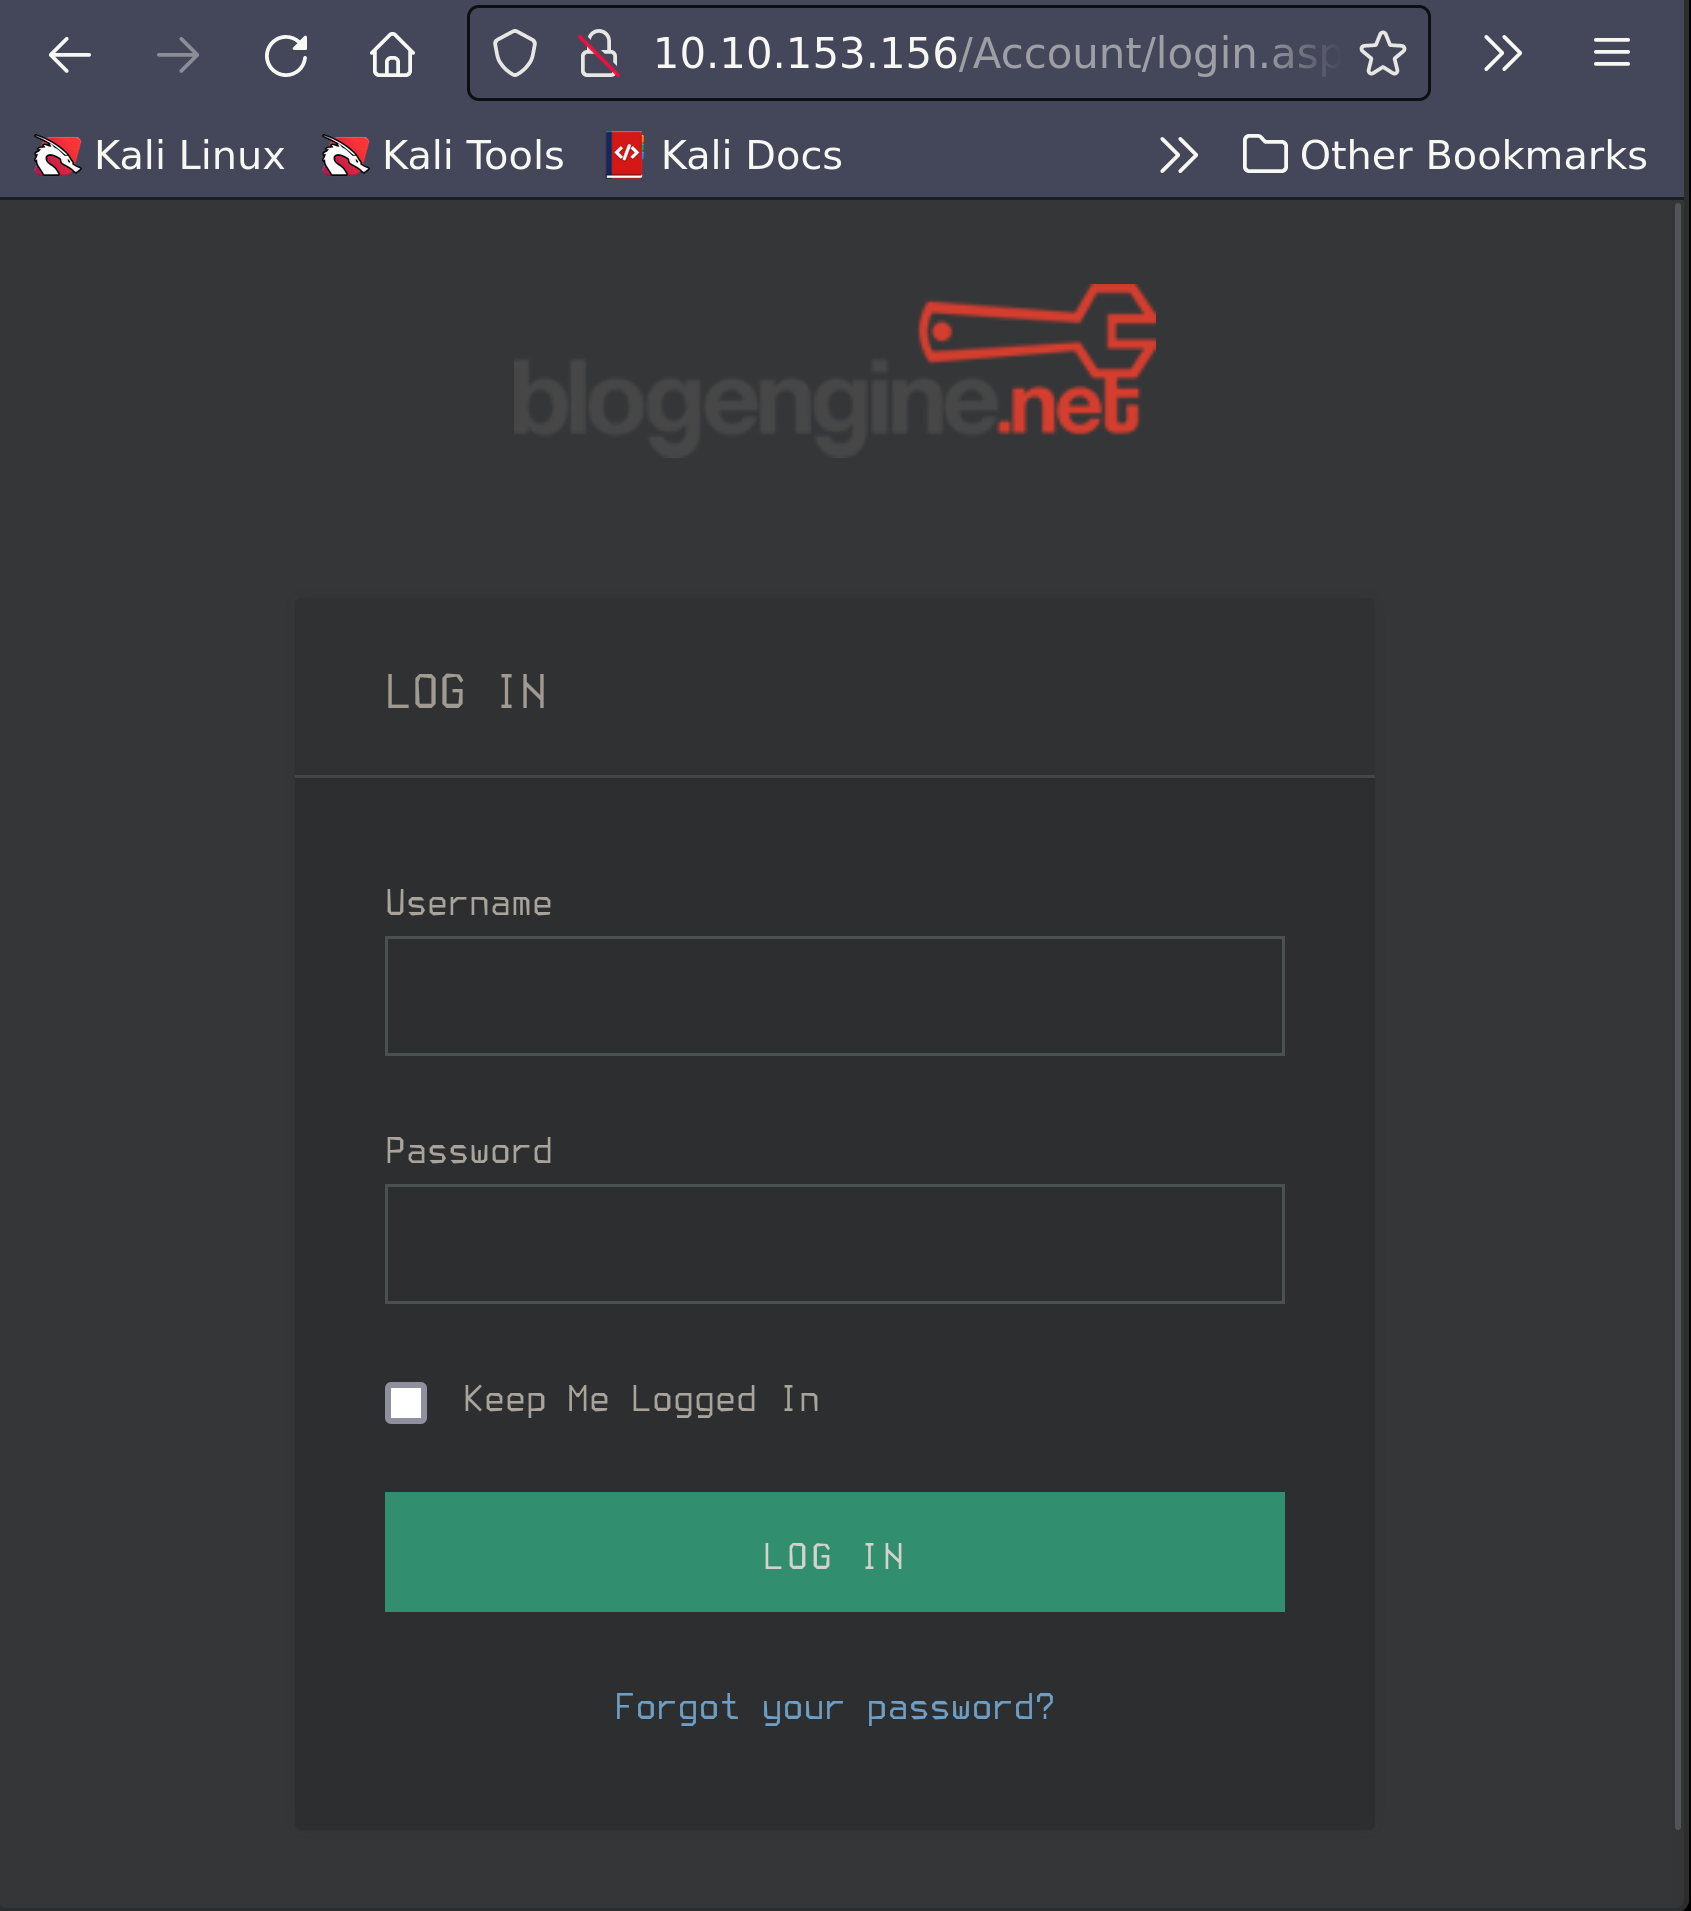 10.10.153.156/Account/login.asp
Kali Linux Kali Tools Kali Docs Other Bookmarks
blogengine.net
LOG IN
Username
Password
Keep Me Logged In
LOG IN
Forgot your password?